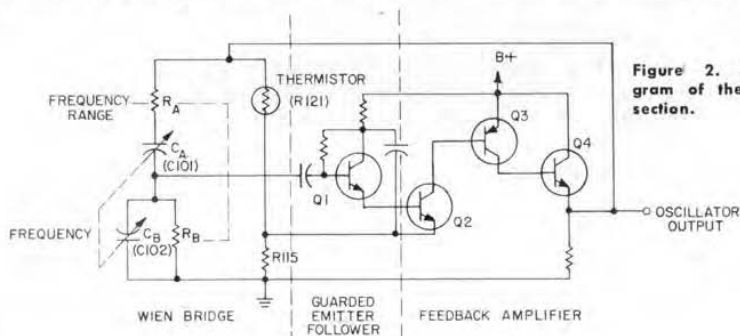 B+
Figure 2.
gram of the
section.
THERMISTOR
(R121)
FREQUENCY
RANGE
RA
Q3
Q4
CA
(C101)
Q1
Q2
OSCILLATOR
OUTPUT
FREQUENCY
CB
(C102)
RB
R115
WIEN BRIDGE
GUARDED
EMITTER
FOLLOWER
FEEDBACK AMPLIFIER